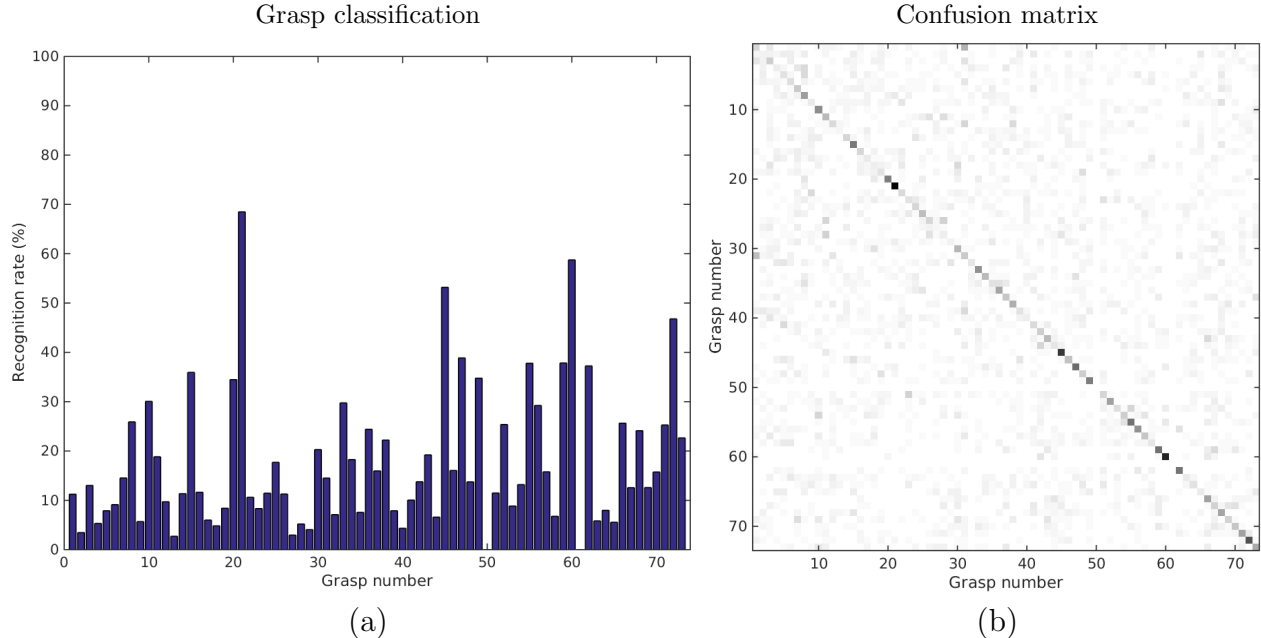 Grasp classification
Recognition rate (%)
100
90
80
70
60
50
40
30
20
10
0
0 10 20 30 40 50 60 70
Grasp number
(a)
Confusion matrix
Grasp number
10
20
30
40
50
60
70
10 20 30 40 50 60 70
Grasp number
(b)